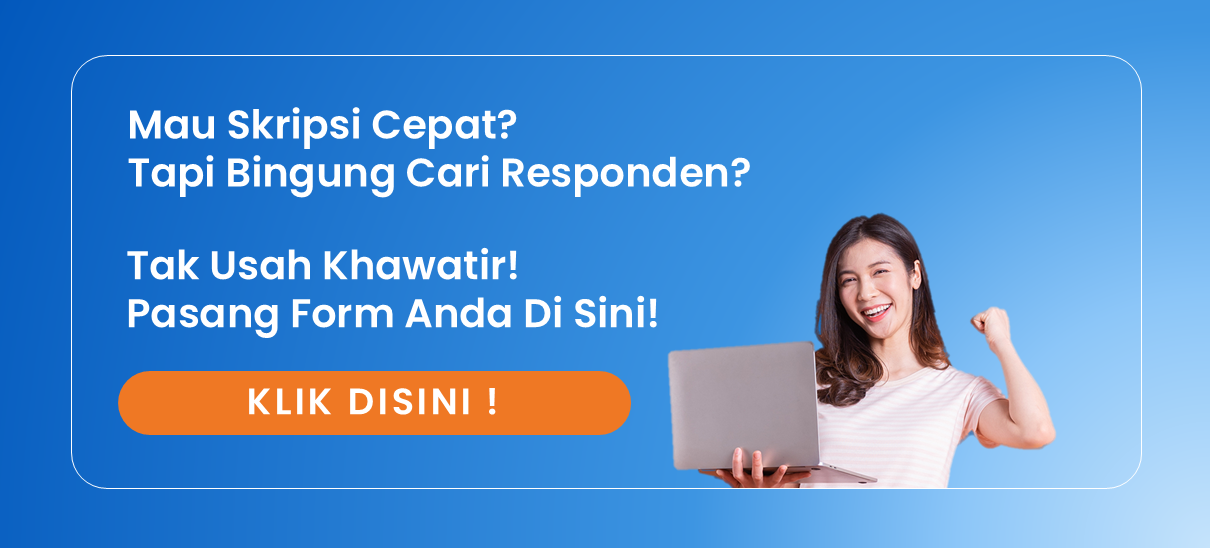 Mau Skripsi Cepat?
Tapi Bingung Cari Responden?
Tak Usah Khawatir!
Pasang Form Anda Di Sini!
KLIK DISINI !